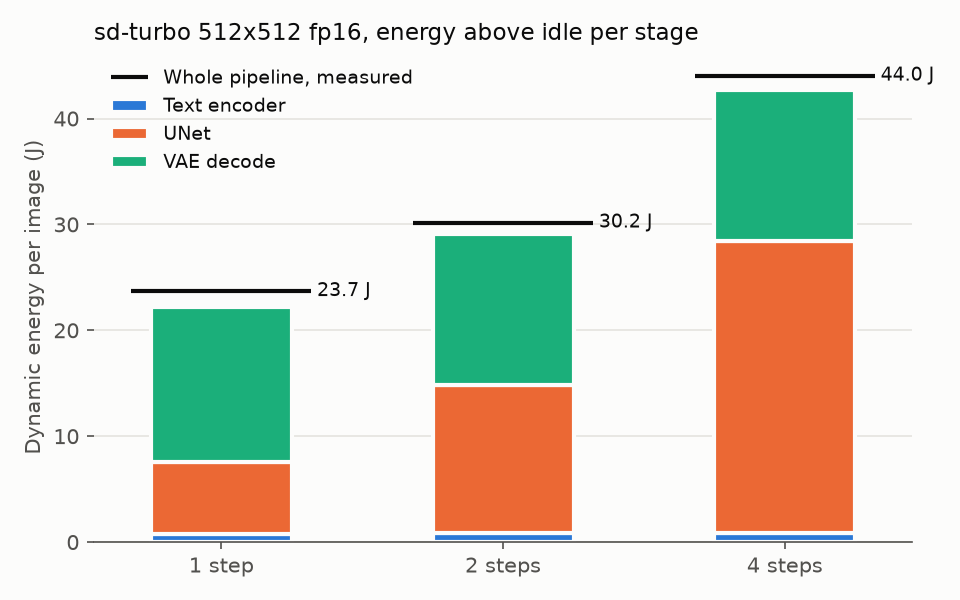 sd-turbo 512x512 fp16, energy above idle per stage
Whole pipeline, measured
Text encoder
UNet
VAE decode
Dynamic energy per image (J)
40
30
20
10
0
23.7 J
30.2 J
44.0 J
1 step
2 steps
4 steps